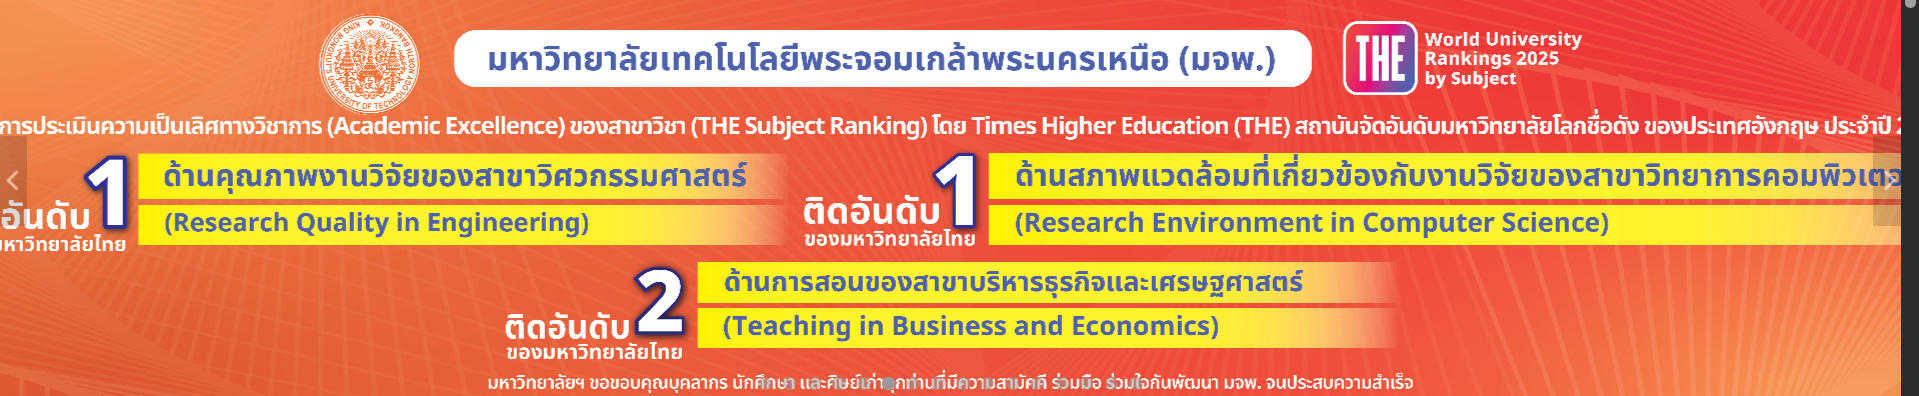 KING MONGKUT'S UNIVERSITY OF TECHNOLOGY NORTH BANGKOK
มหาวิทยาลัยเทคโนโลยีพระจอมเกล้าพระนครเหนือ (มจพ.)
THE
World University
Rankings 2025
by Subject
การประเมินความเป็นเลิศทางวิชาการ (Academic Excellence) ของสาขาวิชา (THE Subject Ranking) โดย Times Higher Education (THE) สถาบันจัดอันดับมหาวิทยาลัยโลกชื่อดัง ของประเทศอังกฤษ ประจำปี
อันดับ 1
มหาวิทยาลัยไทย
ด้านคุณภาพงานวิจัยของสาขาวิศวกรรมศาสตร์
(Research Quality in Engineering)
ติดอันดับ 1
ของมหาวิทยาลัยไทย
ด้านสภาพแวดล้อมที่เกี่ยวข้องกับงานวิจัยของสาขาวิทยาการคอมพิวเตอ
(Research Environment in Computer Science)
ติดอันดับ 2
ของมหาวิทยาลัยไทย
ด้านการสอนของสาขาบริหารธุรกิจและเศรษฐศาสตร์
(Teaching in Business and Economics)
มหาวิทยาลัยฯ ขอขอบคุณบุคลากร นักศึกษา และศิษย์เก่าทุกท่านที่มีความสามัคคี ร่วมมือ ร่วมใจกันพัฒนา มจพ. จนประสบความสำเร็จ